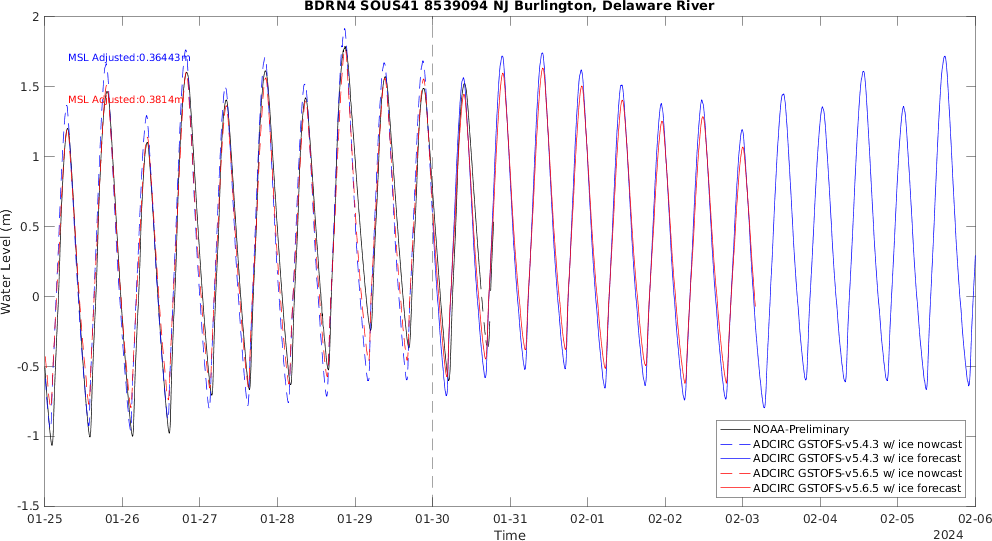 BDRN4 SOUS41 8539094 NJ Burlington, Delaware River
2
1.5
1
0.5
0
-0.5
-1
-1.5
Water Level (m)
MSL Adjusted:0.36443m
MSL Adjusted:0.3814m
NOAA-Preliminary
ADCIRC GSTOFS-v5.4.3 w/ ice nowcast
ADCIRC GSTOFS-v5.4.3 w/ ice forecast
ADCIRC GSTOFS-v5.6.5 w/ ice nowcast
ADCIRC GSTOFS-v5.6.5 w/ ice forecast
01-25 01-26 01-27 01-28 01-29 01-30 01-31 02-01 02-02 02-03 02-04 02-05 02-06
Time
2024